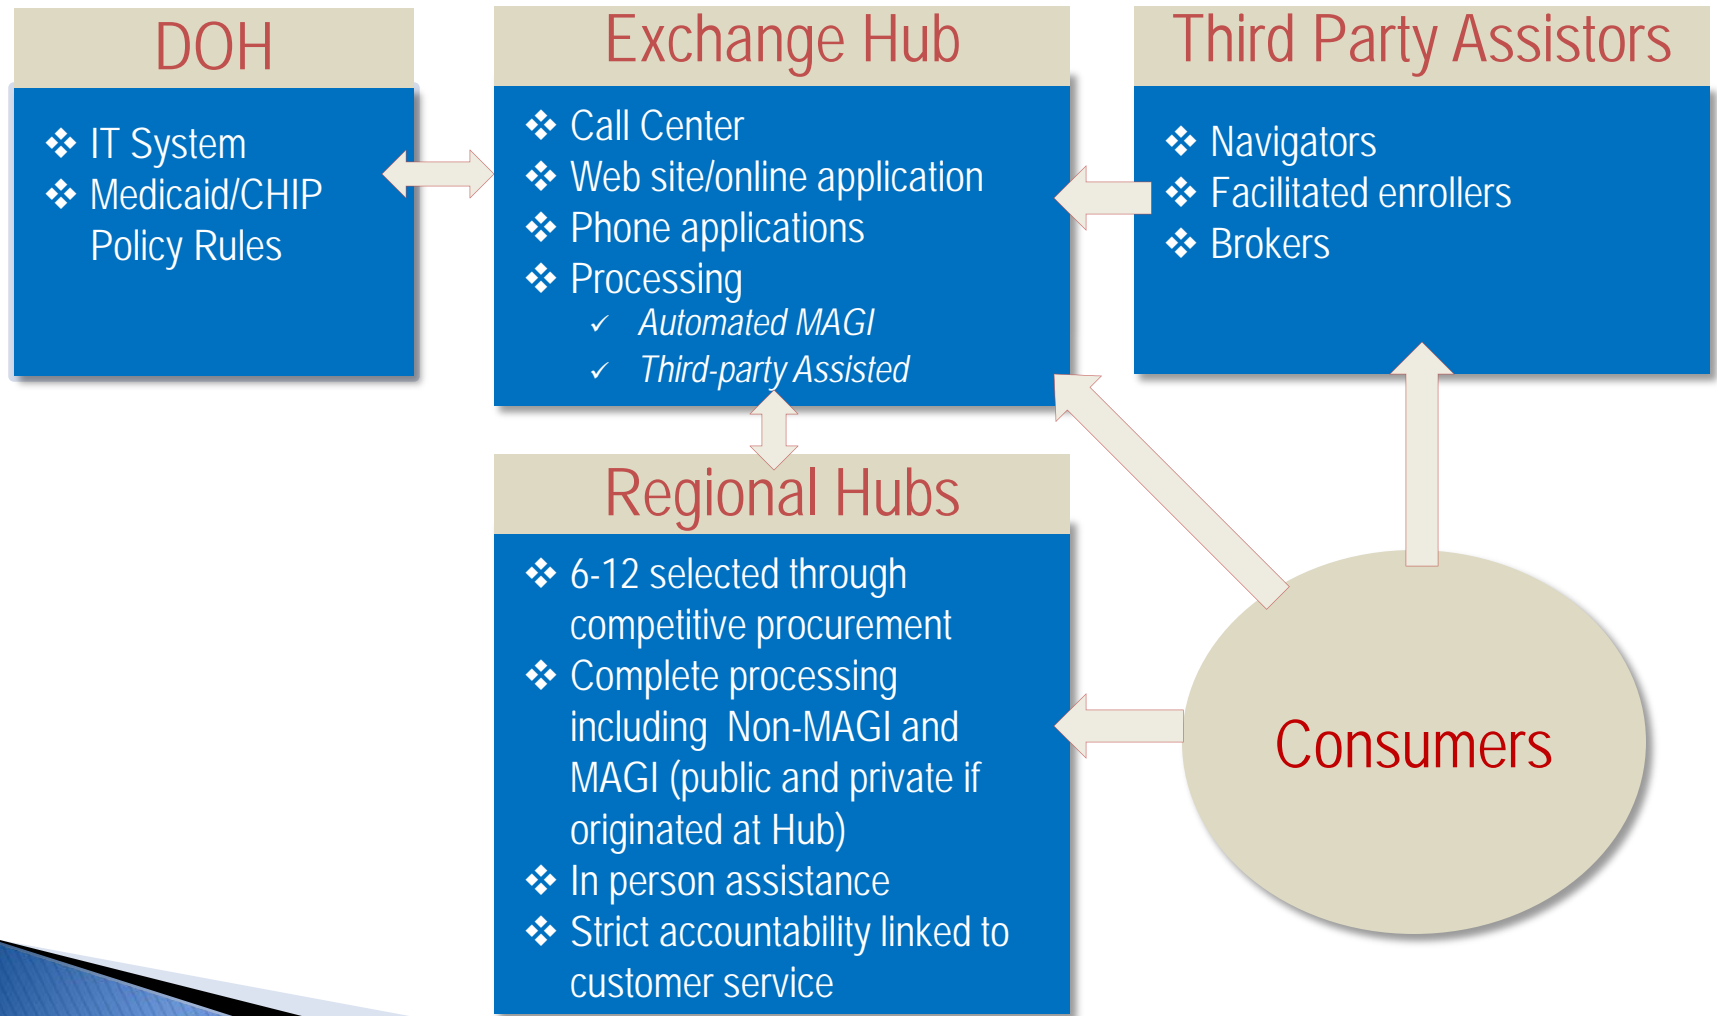 DOH
❖ IT System
❖ Medicaid/CHIP
Policy Rules
Exchange Hub
❖ Call Center
❖ Web site/online application
❖ Phone applications
❖ Processing
✓ Automated MAGI
✓ Third-party Assisted
Third Party Assistors
❖ Navigators
❖ Facilitated enrollers
❖ Brokers
Regional Hubs
❖ 6-12 selected through
competitive procurement
❖ Complete processing
including Non-MAGI and
MAGI (public and private if
originated at Hub)
❖ In person assistance
❖ Strict accountability linked to
customer service
Consumers